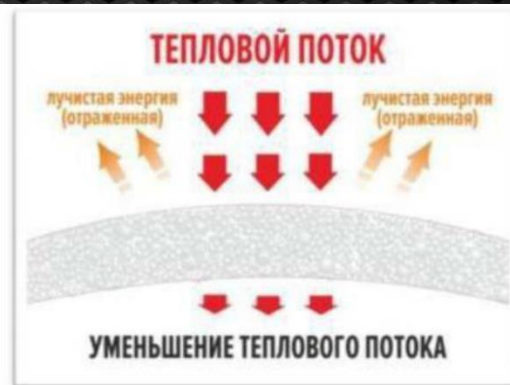 ТЕПЛОВОЙ ПОТОК
лучистая энергия
(отраженная)
лучистая энергия
(отраженная)
УМЕНЬШЕНИЕ ТЕПЛОВОГО ПОТОКА